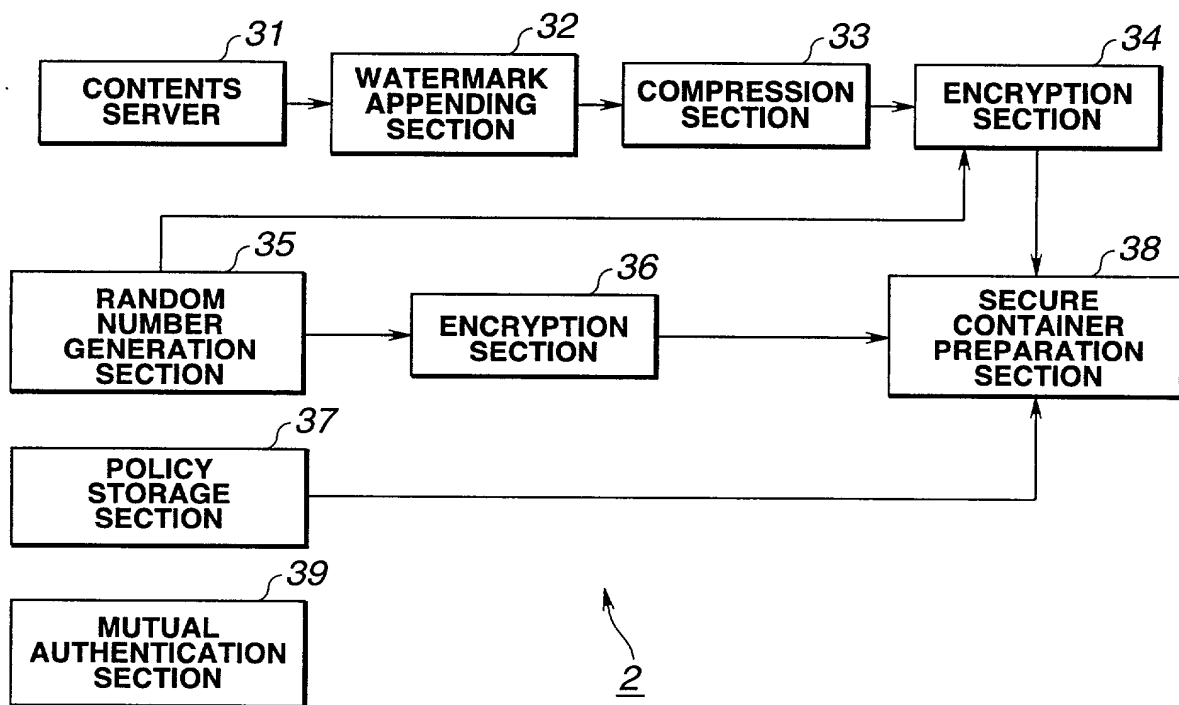 31
CONTENTS
SERVER
32
WATERMARK
APPENDING
SECTION
33
COMPRESSION
SECTION
34
ENCRYPTION
SECTION
35
RANDOM
NUMBER
GENERATION
SECTION
36
ENCRYPTION
SECTION
38
SECURE
CONTAINER
PREPARATION
SECTION
37
POLICY
STORAGE
SECTION
39
MUTUAL
AUTHENTICATION
SECTION
2